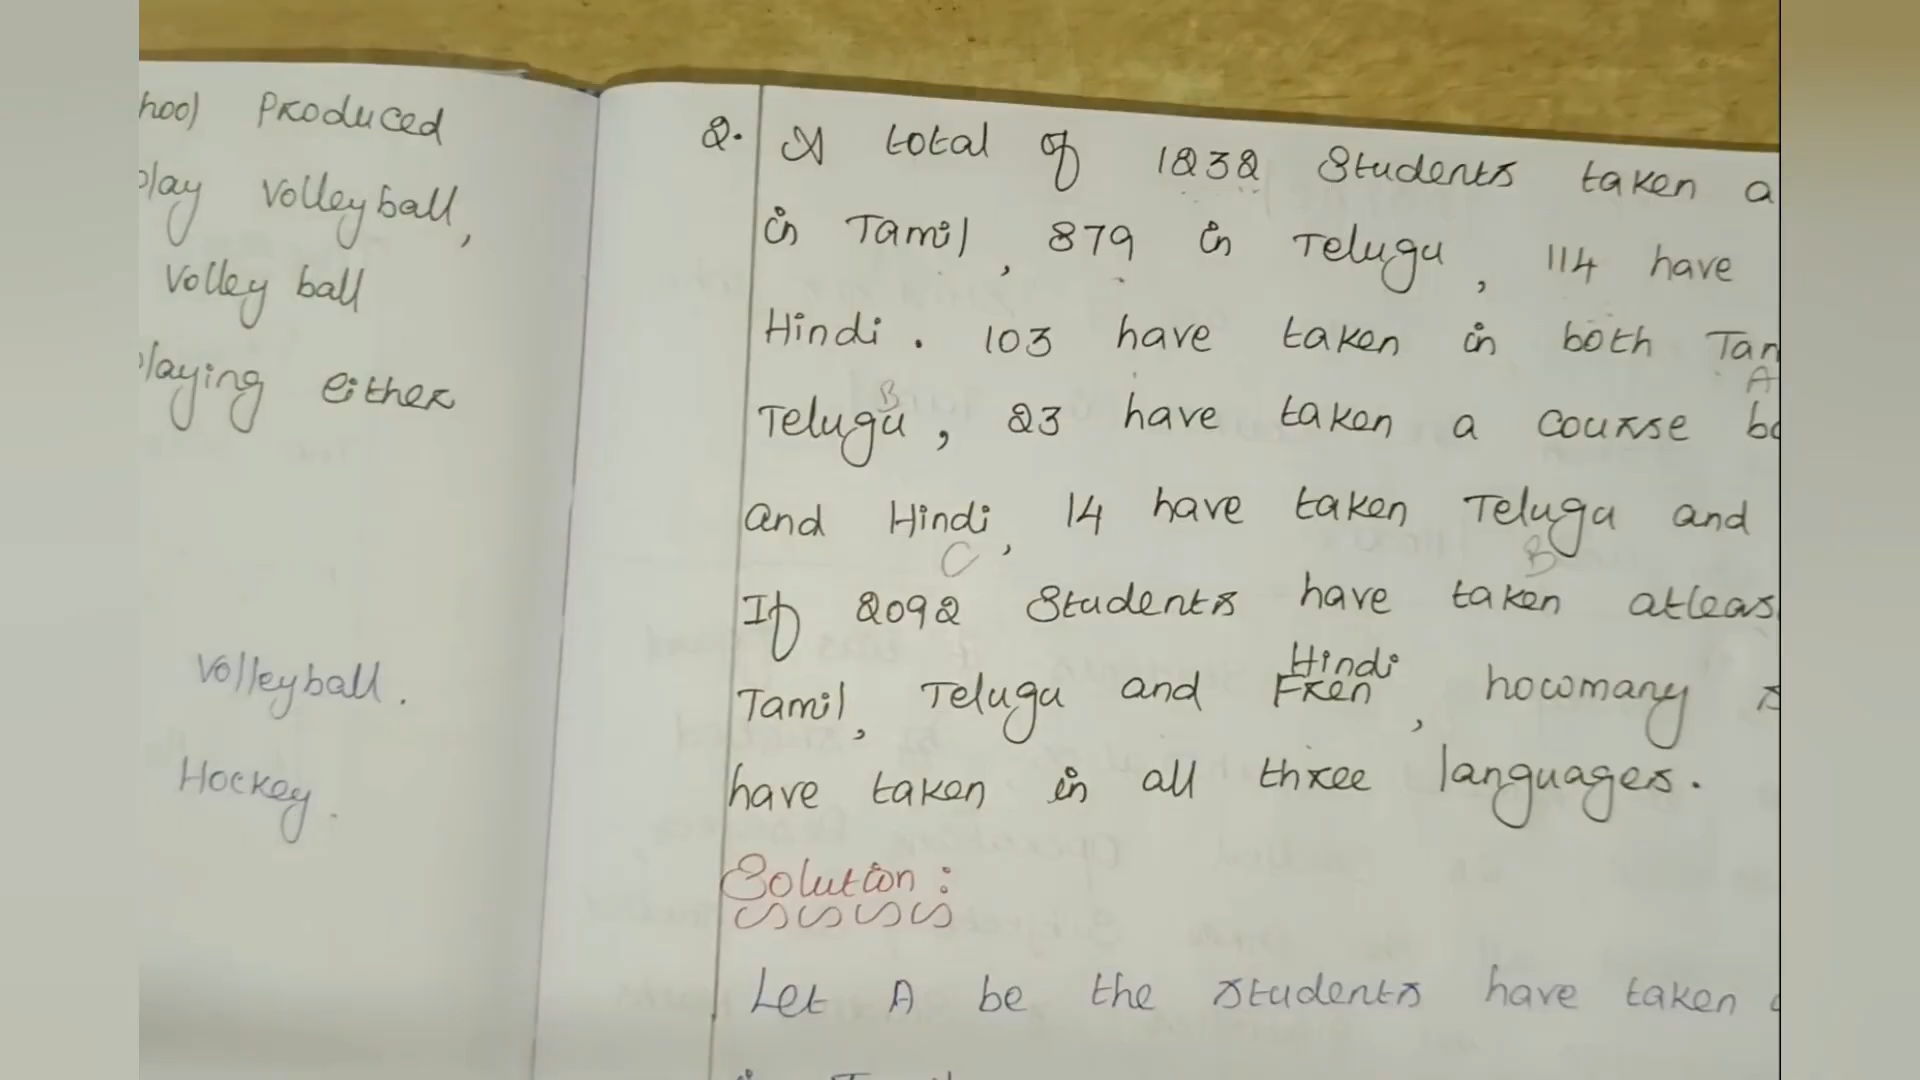 Produced
volleyball,
Volley ball
either
Volleyball.
Hockey.
2. A total of 1232 Students taken a
in Tamil, 879 in Telugu, 114 have
Hindi. 103 have taken in both Tam
A
B
Telugu, 23 have taken a course bo
and Hindi, 14 have taken Telugu and
C B
If 2092 Students have taken atleas
Hindi
Tamil, Telugu and Fren, howmany s
have taken in all three languages.
Solution:
Let A be the students have taken